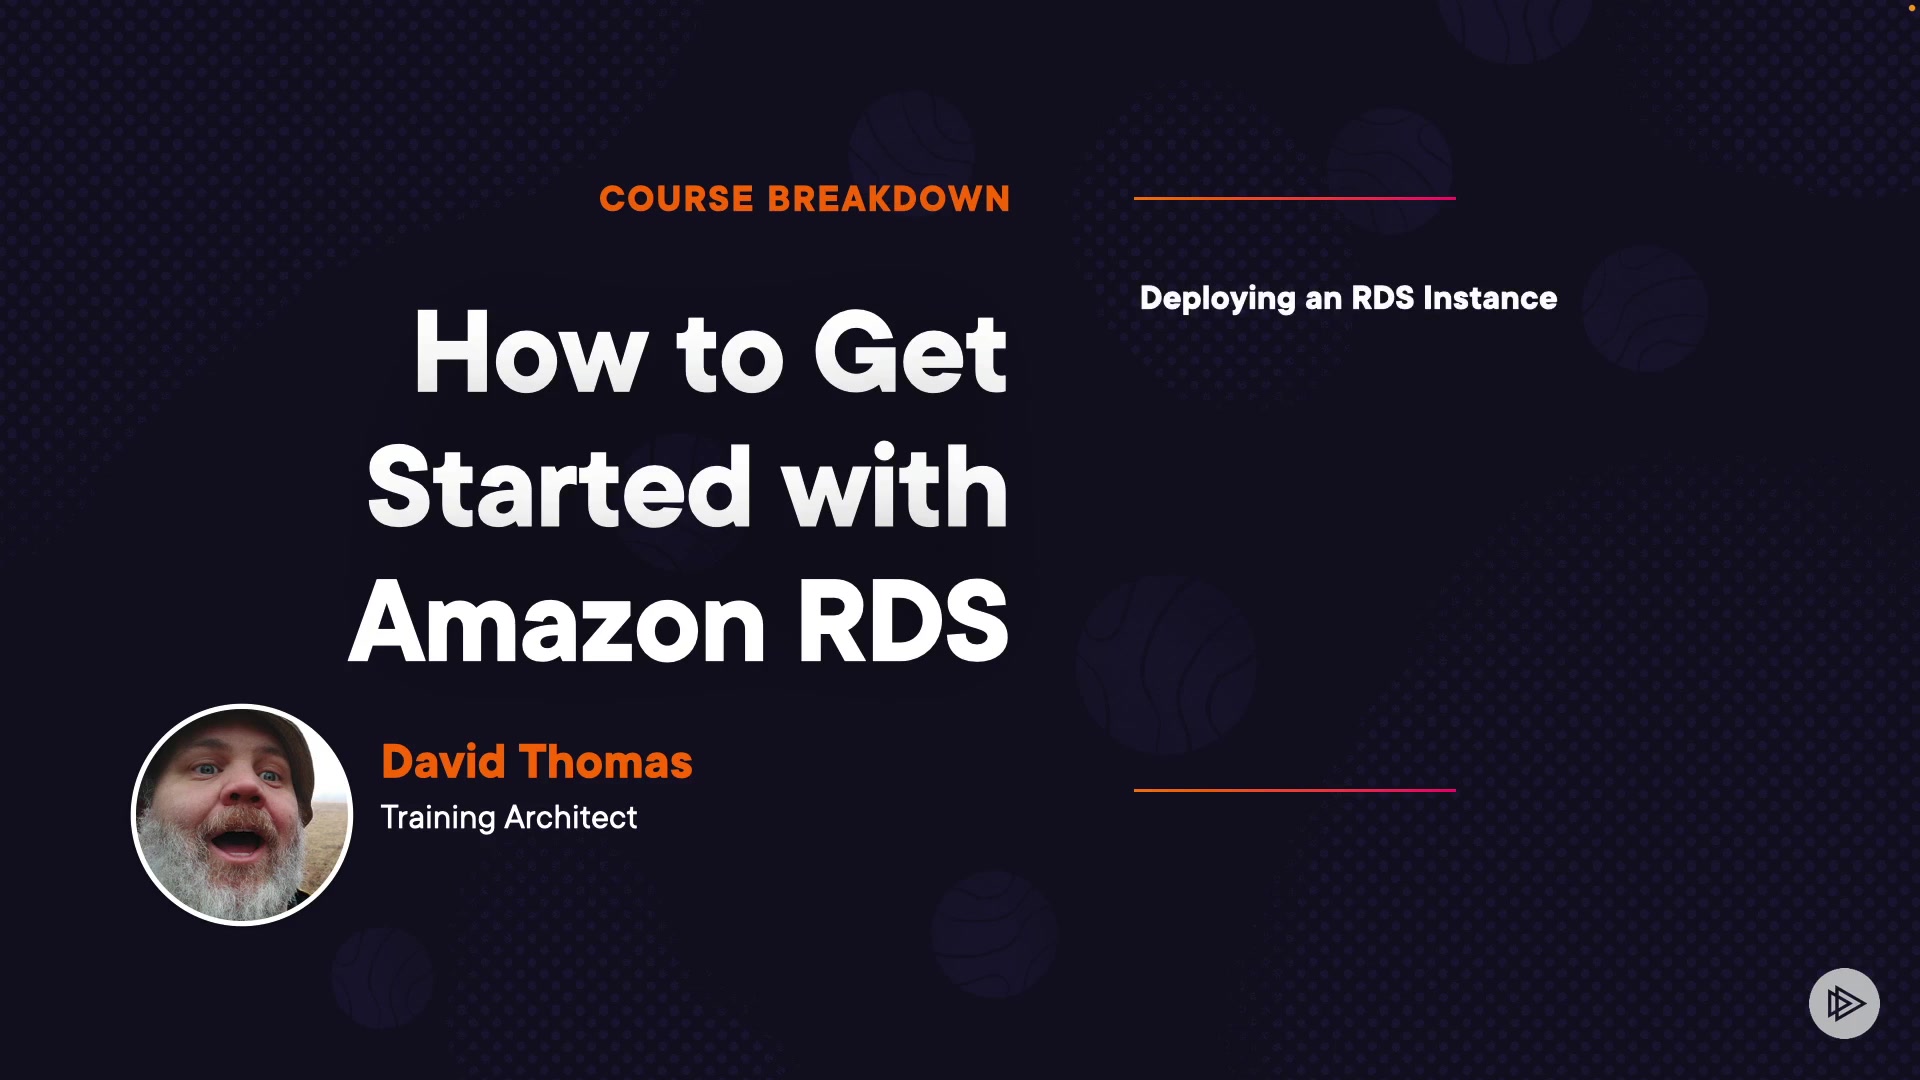 COURSE BREAKDOWN
How to Get
Started with
Amazon RDS
David Thomas
Training Architect
Deploying an RDS Instance